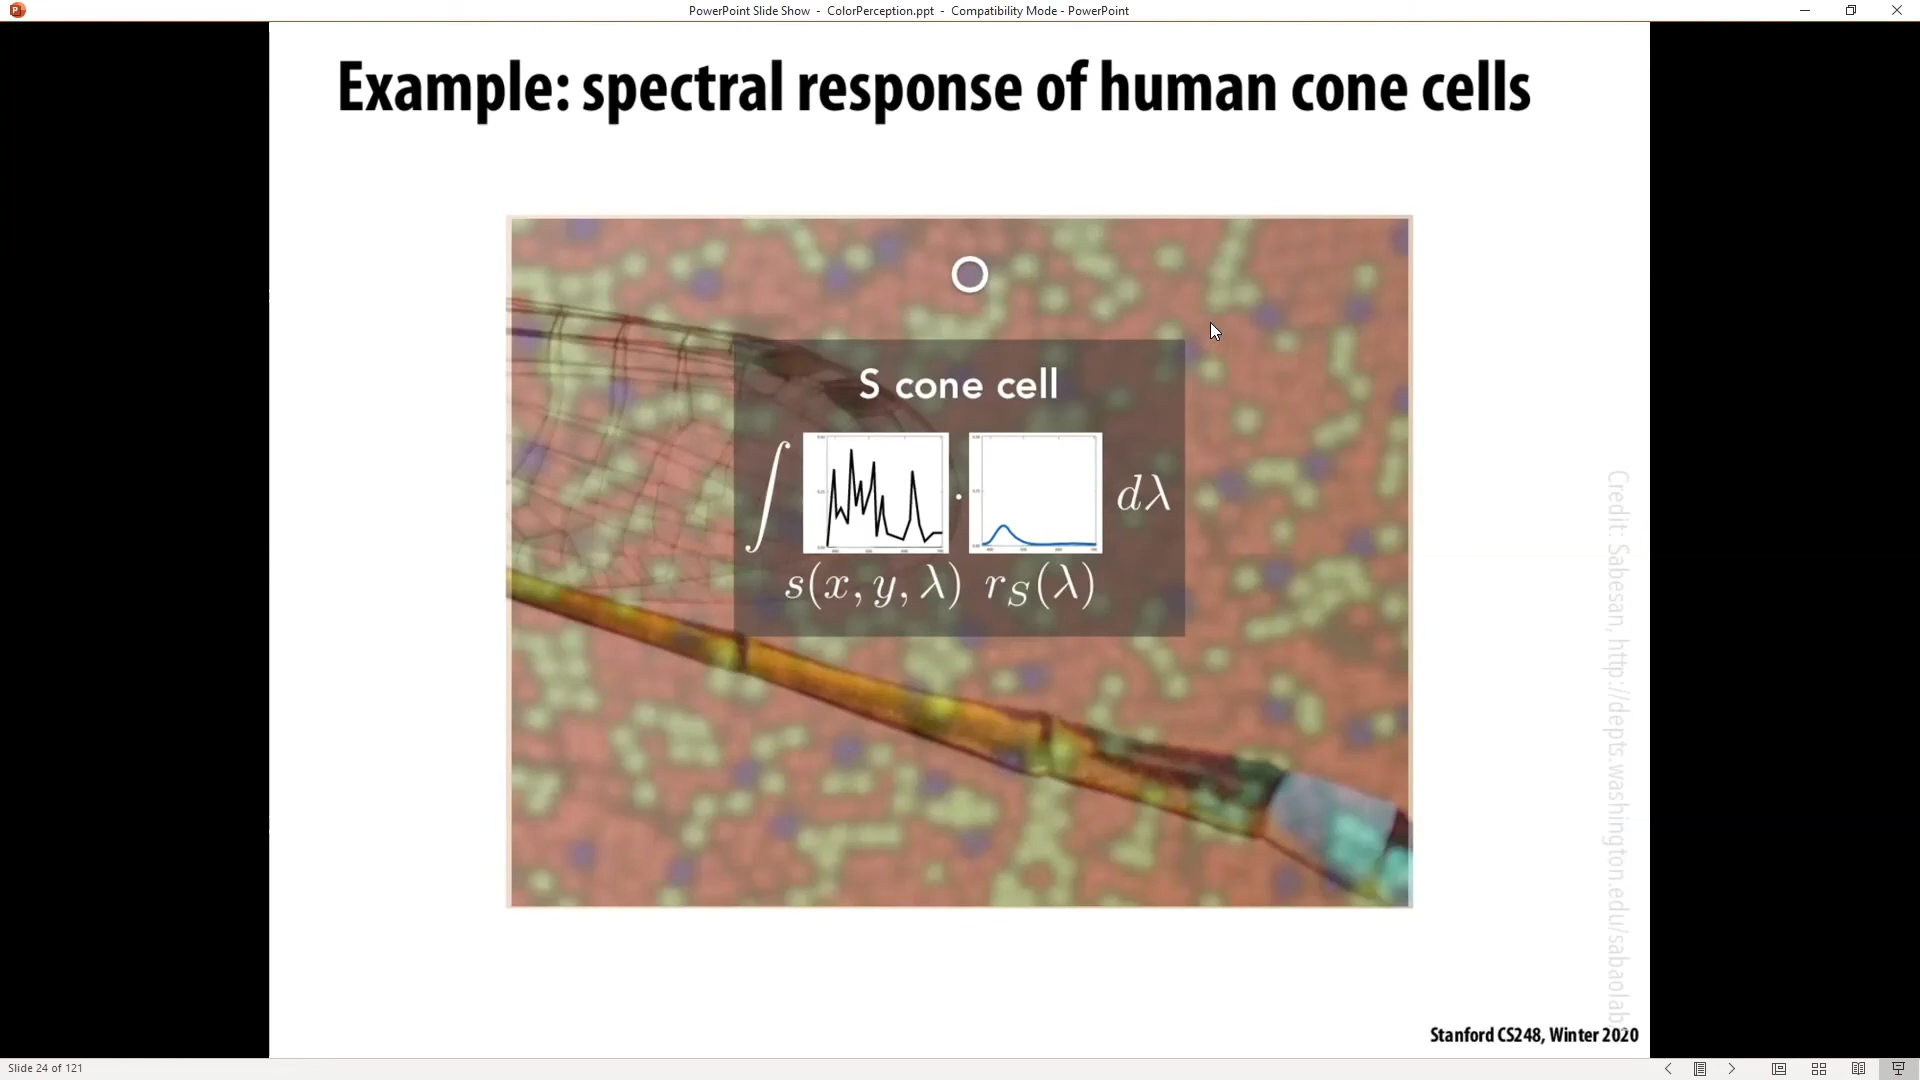 PowerPoint Slide Show - ColorPerception.ppt - Compatibility Mode - PowerPoint
Example: spectral response of human cone cells
S cone cell
∫ · dλ
s(x, y, λ) r_S(λ)
Credit: Sabesan, http://depts.washington.edu/sabaolab/
Stanford CS248, Winter 2020
Slide 24 of 121